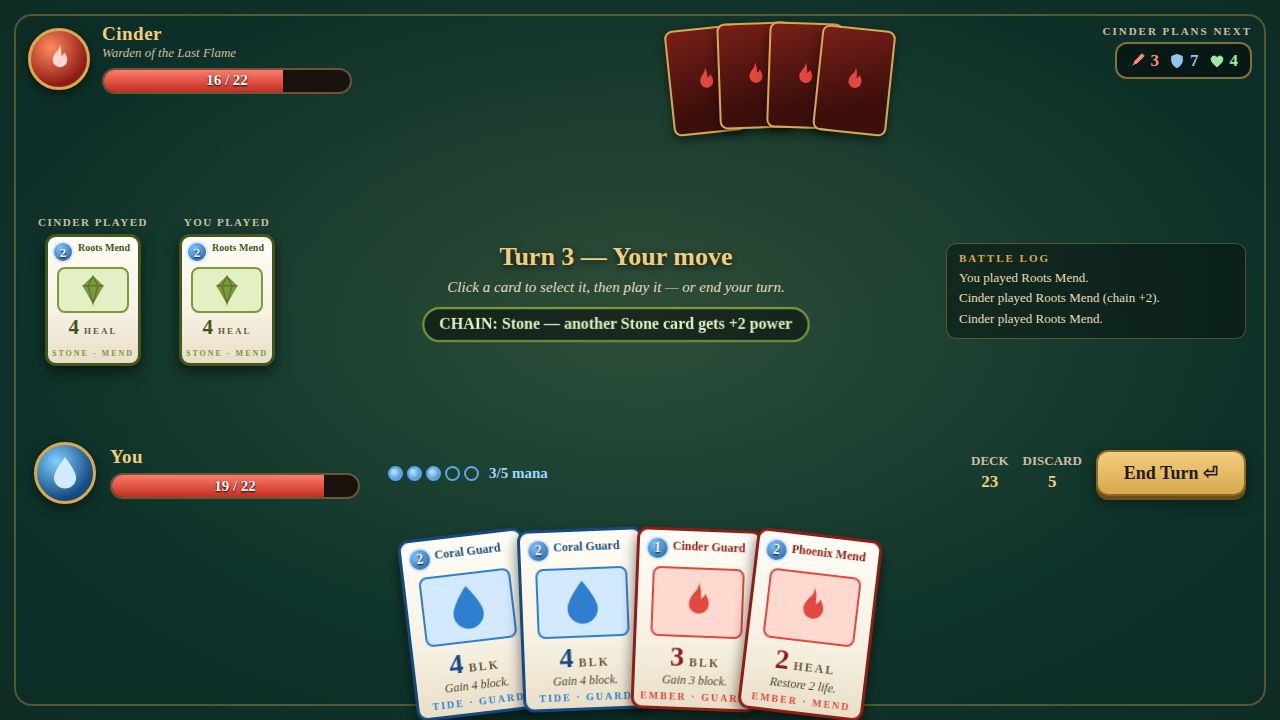 Cinder
Warden of the Last Flame
16 / 22
CINDER PLANS NEXT
3 7 4
CINDER PLAYED
2 Roots Mend
4 HEAL
STONE · MEND
YOU PLAYED
2 Roots Mend
4 HEAL
STONE · MEND
Turn 3 — Your move
Click a card to select it, then play it — or end your turn.
CHAIN: Stone — another Stone card gets +2 power
BATTLE LOG
You played Roots Mend.
Cinder played Roots Mend (chain +2).
Cinder played Roots Mend.
You
19 / 22
3/5 mana
DECK
23
DISCARD
5
End Turn ⏎
2 Coral Guard
4 BLK
Gain 4 block.
TIDE · GUARD
2 Coral Guard
4 BLK
Gain 4 block.
TIDE · GUARD
1 Cinder Guard
3 BLK
Gain 3 block.
EMBER · GUAR
2 Phoenix Mend
2 HEAL
Restore 2 life.
EMBER · MEND